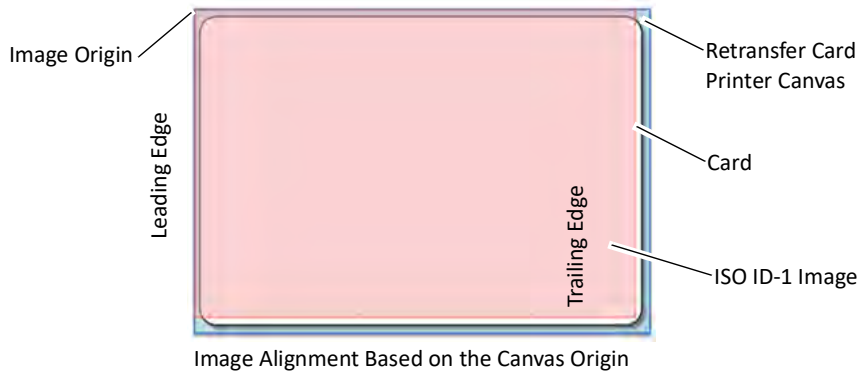 Image Origin
Retransfer Card
Printer Canvas
Leading Edge
Card
Trailing Edge
ISO ID-1 Image
Image Alignment Based on the Canvas Origin